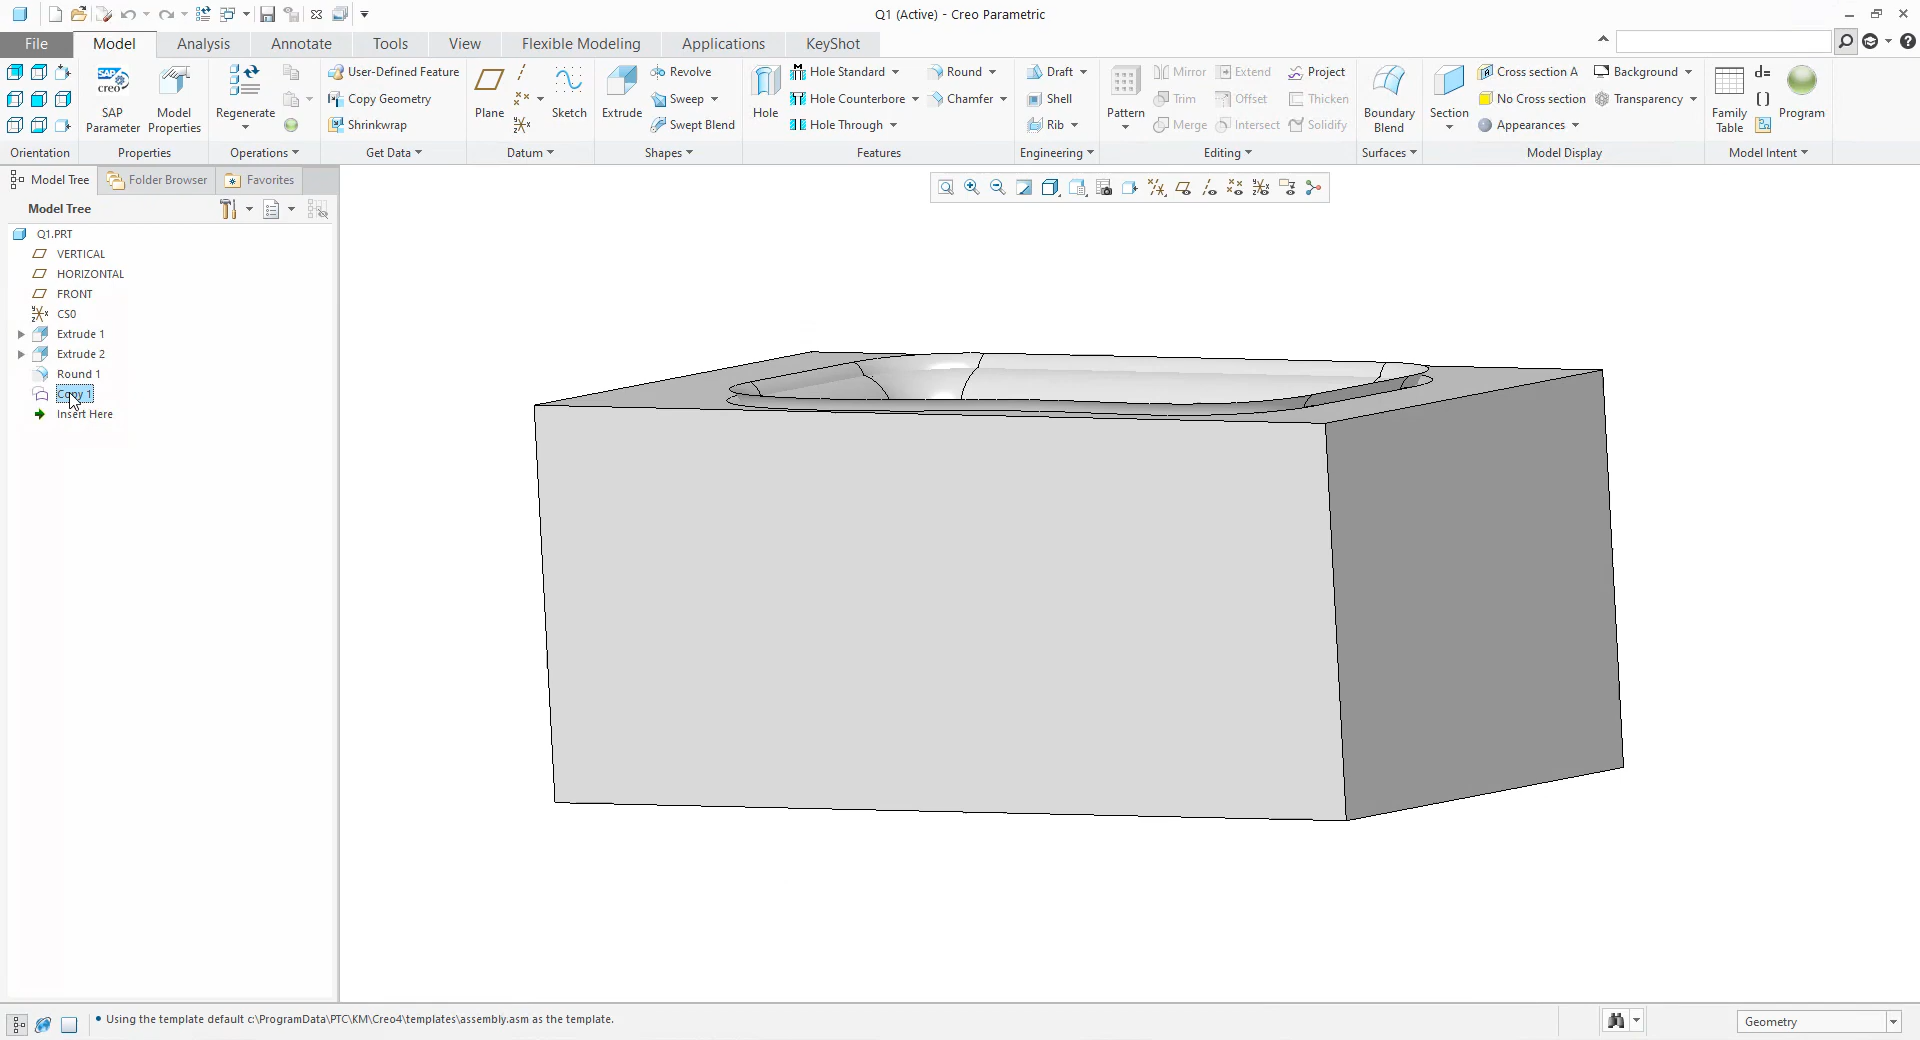 Q1 (Active) - Creo Parametric
File Model Analysis Annotate Tools View Flexible Modeling Applications KeyShot
SAP creo
SAP Parameter
Model Properties
Orientation
Properties
Regenerate
Operations
User-Defined Feature
Copy Geometry
Shrinkwrap
Get Data
Plane
Sketch
Datum
Extrude
Revolve
Sweep
Swept Blend
Shapes
Hole
Hole Standard
Hole Counterbore
Hole Through
Round
Chamfer
Features
Draft
Shell
Rib
Engineering
Pattern
Mirror Extend Project
Trim Offset Thicken
Merge Intersect Solidify
Editing
Boundary Blend
Surfaces
Section
Cross section A
No Cross section
Appearances
Background
Transparency
Model Display
Family Table
d=
Program
Model Intent
Model Tree Folder Browser Favorites
Model Tree
Q1.PRT
VERTICAL
HORIZONTAL
FRONT
CS0
Extrude 1
Extrude 2
Round 1
Copy 1
Insert Here
Using the template default c:\ProgramData\PTC\KM\Creo4\templates\assembly.asm as the template.
Geometry